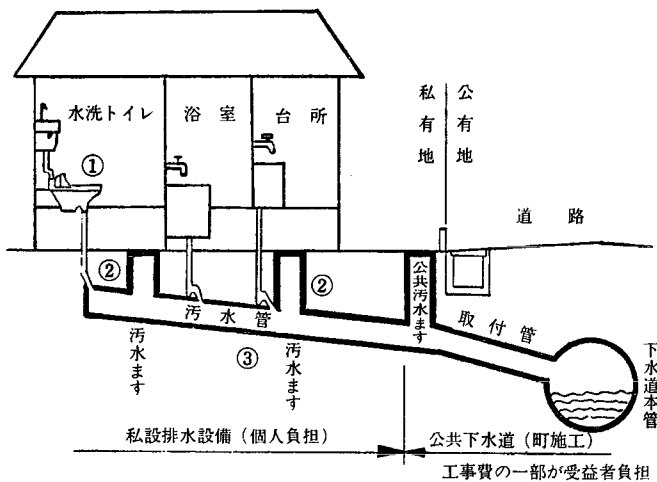 水洗トイレ
浴室
台所
私有地
公有地
①
道路
②
②
汚水管
公共汚水ます
取付管
③
汚水ます
汚水ます
下水道本管
私設排水設備(個人負担)
公共下水道(町施工)
工事費の一部が受益者負担